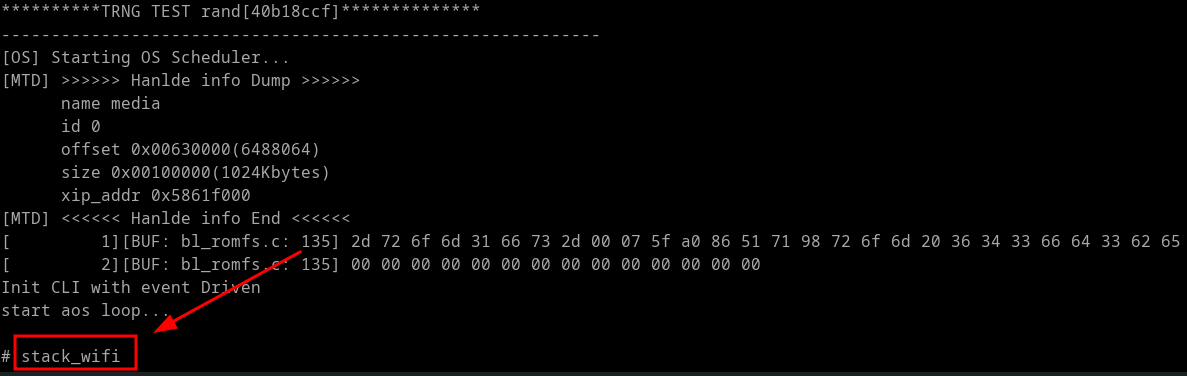 **********TRNG TEST rand[40b18ccf]**************
------------------------------------------------------------
[OS] Starting OS Scheduler...
[MTD] >>>>>> Hanlde info Dump >>>>>>
      name media
      id 0
      offset 0x00630000(6488064)
      size 0x00100000(1024Kbytes)
      xip_addr 0x5861f000
[MTD] <<<<<< Hanlde info End <<<<<<
[         1][BUF: bl_romfs.c: 135] 2d 72 6f 6d 31 66 73 2d 00 07 5f a0 86 51 71 98 72 6f 6d 20 36 34 33 66 64 33 62 65
[         2][BUF: bl_romfs.c: 135] 00 00 00 00 00 00 00 00 00 00 00 00 00 00
Init CLI with event Driven
start aos loop...
# stack_wifi